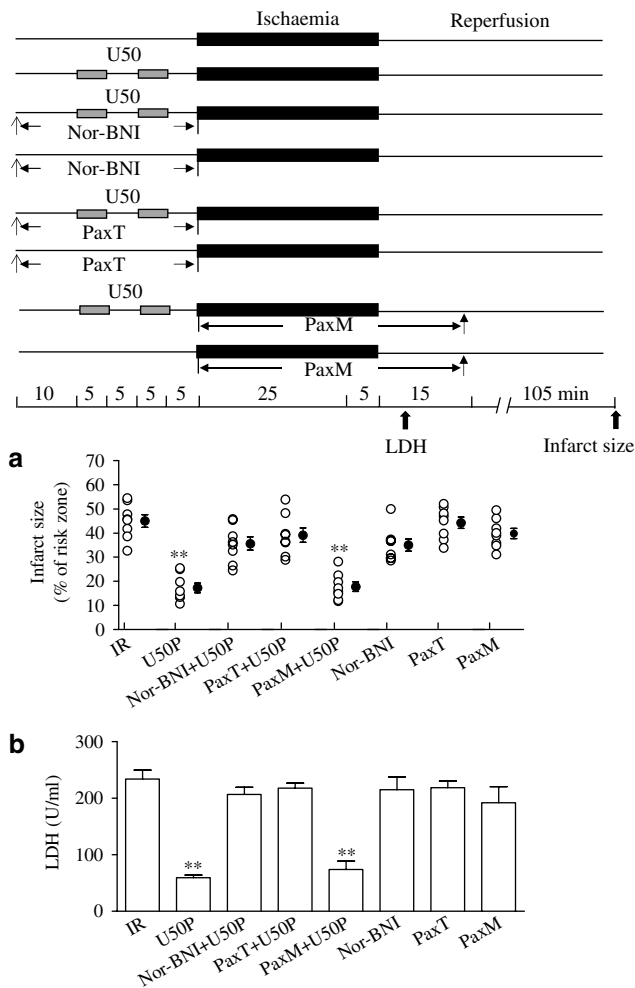 Ischaemia Reperfusion
U50
U50
Nor-BNI
Nor-BNI
U50
PaxT
PaxT
U50
PaxM
PaxM
10 5 5 5 5 25 5 15 105 min
LDH Infarct size
a
Infarct size
(% of risk zone)
70
60
50
40
30
20
10
0
** **
IR U50P Nor-BNI+U50P PaxT+U50P PaxM+U50P Nor-BNI PaxT PaxM
b
LDH (U/ml)
300
200
100
0
** **
IR U50P Nor-BNI+U50P PaxT+U50P PaxM+U50P Nor-BNI PaxT PaxM